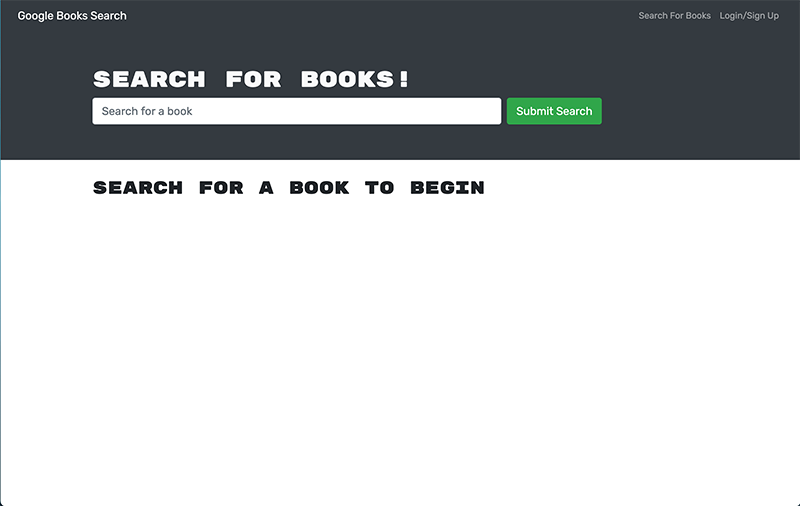 Google Books Search
Search For Books Login/Sign Up
SEARCH FOR BOOKS!
Search for a book
Submit Search
SEARCH FOR A BOOK TO BEGIN